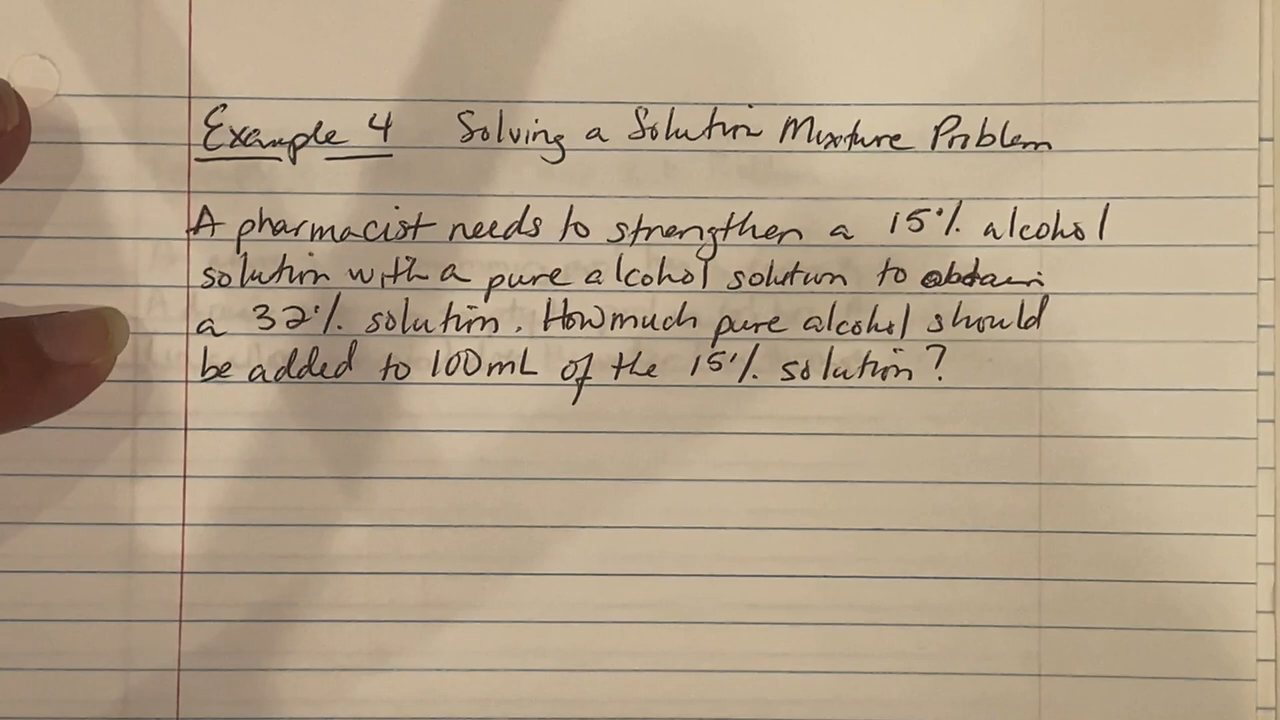 Example 4 Solving a Solution Mixture Problem
A pharmacist needs to strengthen a 15% alcohol
solution with a pure alcohol solution to obtain
a 32% solution. How much pure alcohol should
be added to 100mL of the 15% solution?